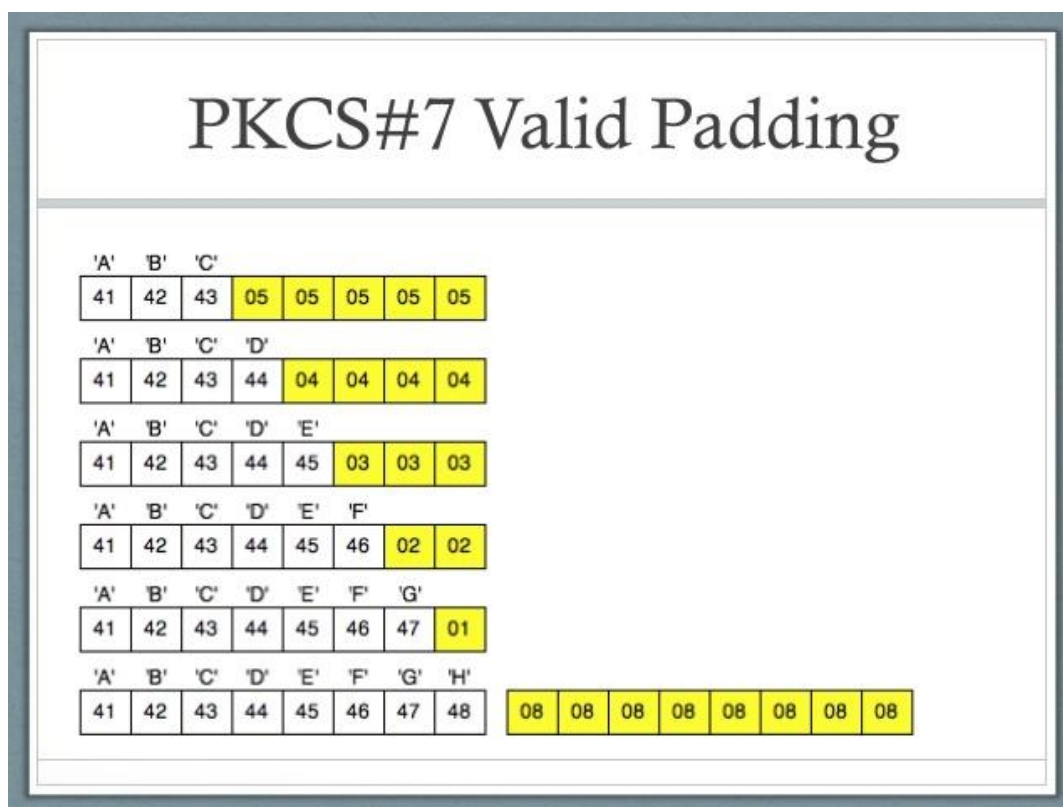 PKCS#7 Valid Padding
'A' 'B' 'C'
41 42 43 05 05 05 05 05
'A' 'B' 'C' 'D'
41 42 43 44 04 04 04 04
'A' 'B' 'C' 'D' 'E'
41 42 43 44 45 03 03 03
'A' 'B' 'C' 'D' 'E' 'F'
41 42 43 44 45 46 02 02
'A' 'B' 'C' 'D' 'E' 'F' 'G'
41 42 43 44 45 46 47 01
'A' 'B' 'C' 'D' 'E' 'F' 'G' 'H'
41 42 43 44 45 46 47 48 08 08 08 08 08 08 08 08